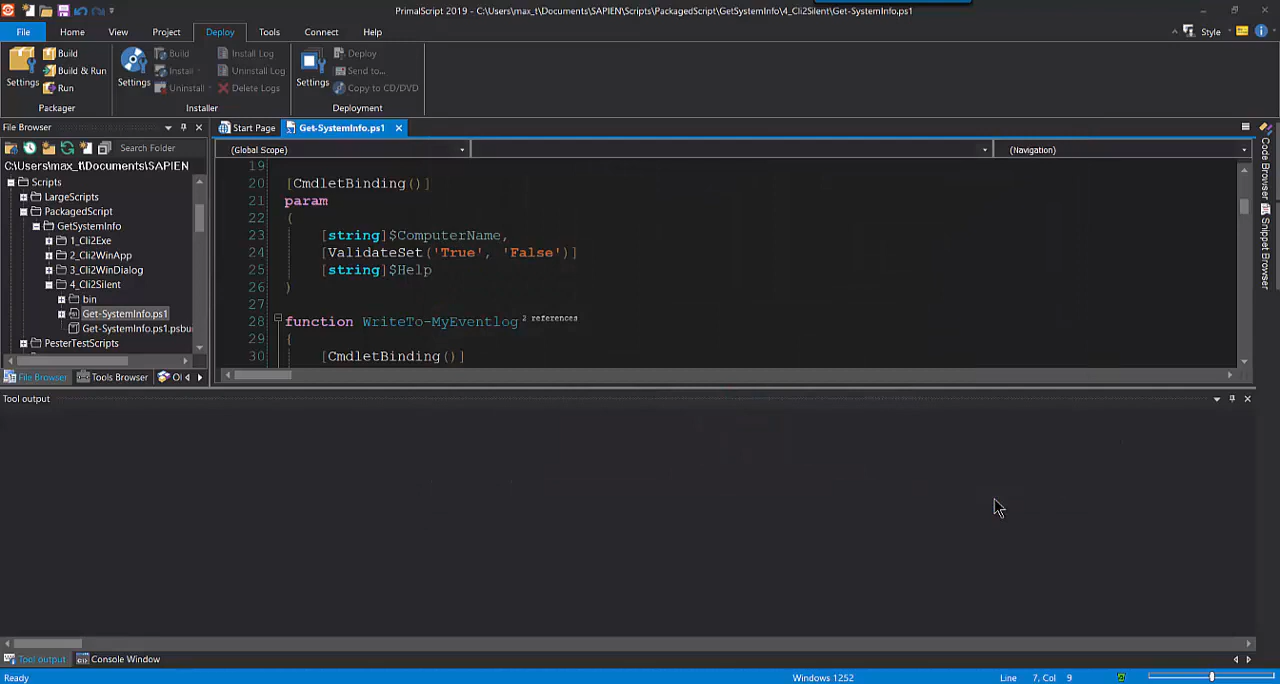 PrimalScript 2019 - C:\Users\max_t\Documents\SAPIEN\Scripts\PackagedScript\GetSystemInfo\4_Cli2Silent\Get-SystemInfo.ps1
File Home View Project Deploy Tools Connect Help Style
Settings Build Build & Run Run
Packager
Settings Build Install Uninstall Install Log Uninstall Log Delete Logs
Installer
Settings Deploy Send to... Copy to CD/DVD
Deployment
File Browser
Search Folder
C:\Users\max_t\Documents\SAPIEN
Scripts
LargeScripts
PackagedScript
GetSystemInfo
1_Cli2Exe
2_Cli2WinApp
3_Cli2WinDialog
4_Cli2Silent
bin
Get-SystemInfo.ps1
Get-SystemInfo.ps1.psbu
PesterTestScripts
File Browser Tools Browser Ol
Start Page Get-SystemInfo.ps1
(Global Scope) (Navigation)
19
20 [CmdletBinding()]
21 param
22 (
23 [string]$ComputerName,
24 [ValidateSet('True', 'False')]
25 [string]$Help
26 )
27
28 function WriteTo-MyEventlog 2 references
29 {
30 [CmdletBinding()]
Code Browser
Snippet Browser
Tool output
Tool output Console Window
Ready Windows 1252 Line 7, Col 9